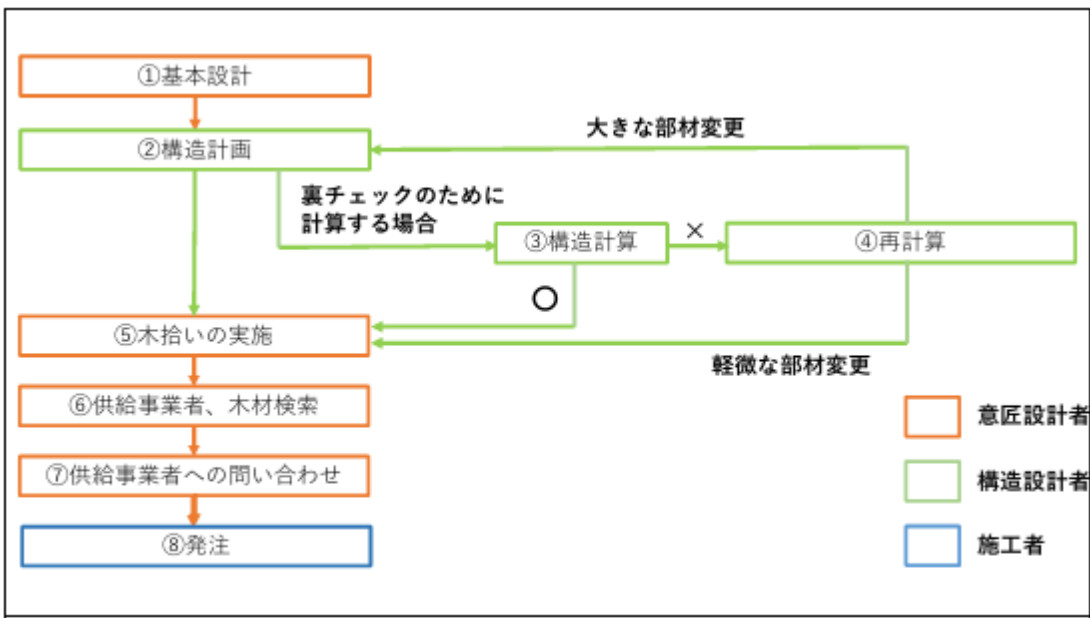 ①基本設計
大きな部材変更
②構造計画
裏チェックのために
計算する場合
③構造計算
×
④再計算
〇
⑤木拾いの実施
軽微な部材変更
⑥供給事業者、木材検索
意匠設計者
⑦供給事業者への問い合わせ
構造設計者
⑧発注
施工者